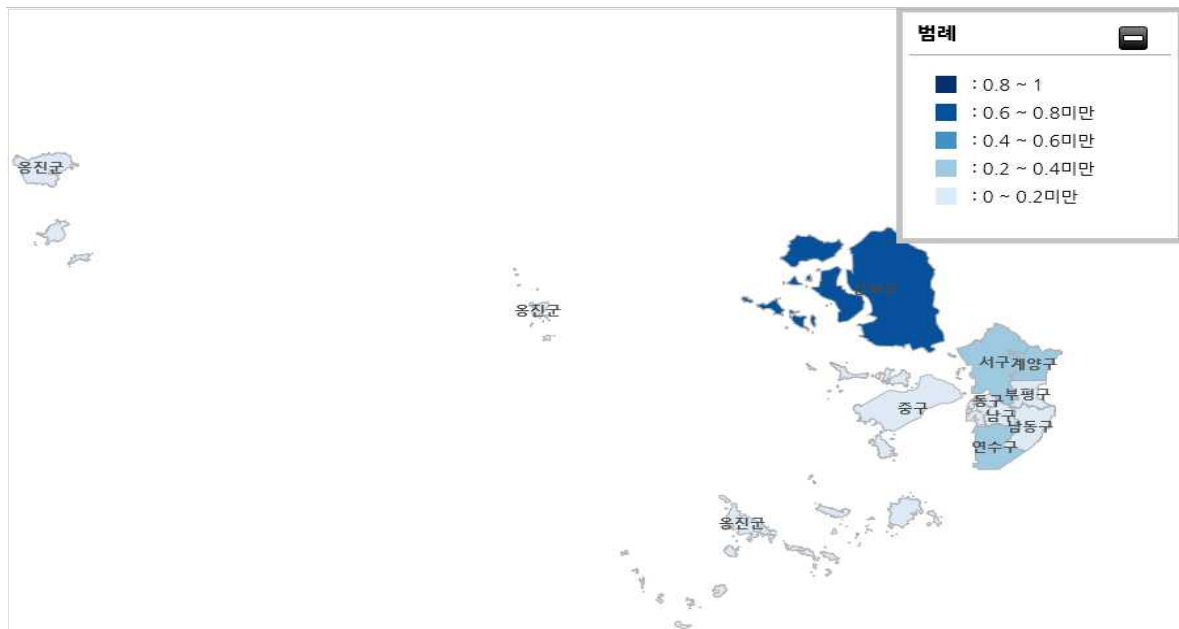 범례
: 0.8 ~ 1
: 0.6 ~ 0.8미만
: 0.4 ~ 0.6미만
: 0.2 ~ 0.4미만
: 0 ~ 0.2미만
옹진군
강화군
옹진군
서구
계양구
동구
부평구
중구
남구
남동구
연수구
옹진군